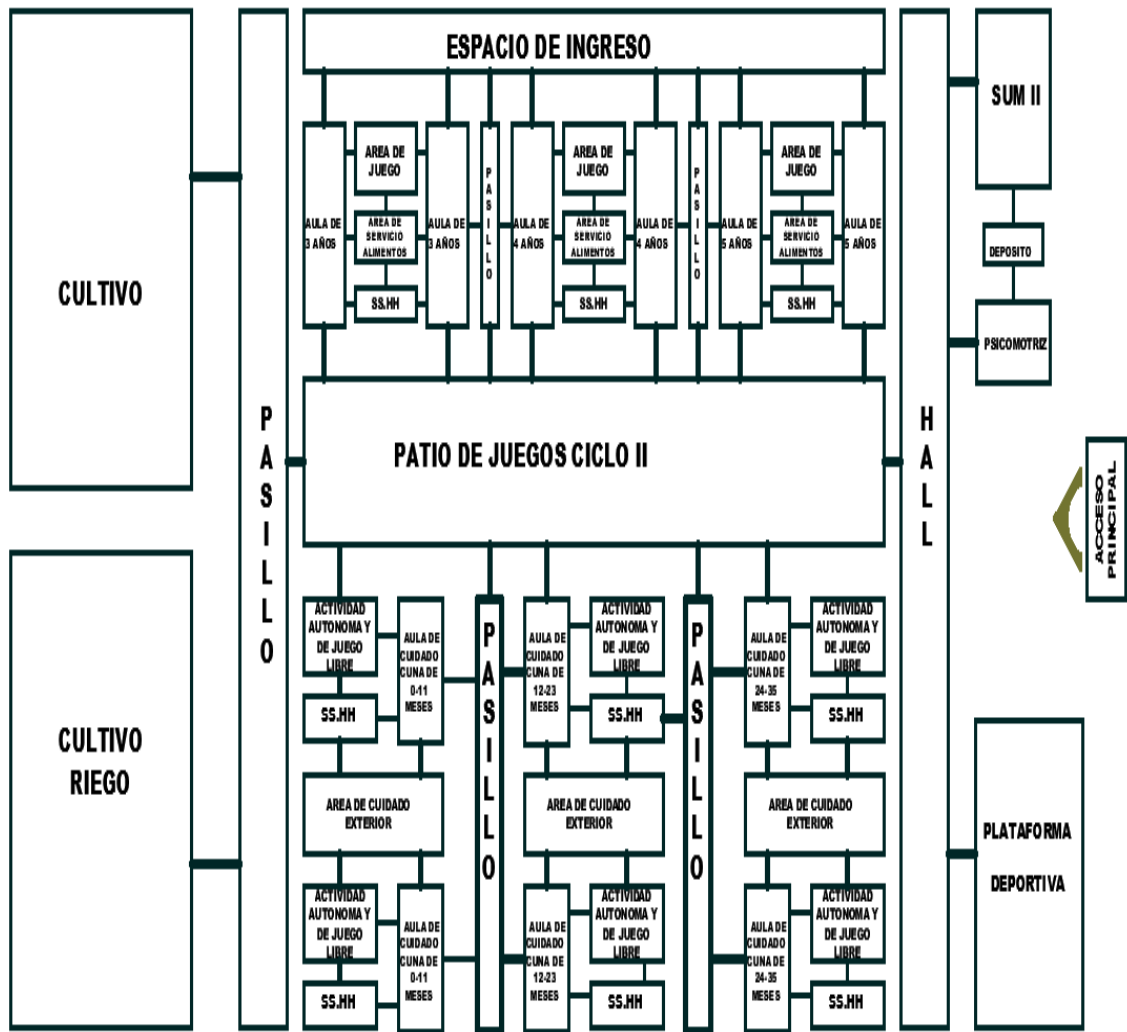 ESPACIO DE INGRESO
SUM II
CULTIVO
AULA DE
3 AÑOS
AREA DE
JUEGO
AREA DE
SERVICIO
ALIMENTOS
SS.HH
AULA DE
3 AÑOS
PASILLO
AULA DE
4 AÑOS
AREA DE
JUEGO
AREA DE
SERVICIO
ALIMENTOS
SS.HH
AULA DE
4 AÑOS
PASILLO
AULA DE
5 AÑOS
AREA DE
JUEGO
AREA DE
SERVICIO
ALIMENTOS
SS.HH
AULA DE
5 AÑOS
DEPOSITO
PSICOMOTRIZ
PASILLO
PATIO DE JUEGOS CICLO II
HALL
ACCESO
PRINCIPAL
CULTIVO
RIEGO
ACTIVIDAD
AUTONOMA Y
DE JUEGO
LIBRE
SS.HH
AULA DE
CUIDADO
CUNA DE
0-11
MESES
PASILLO
AULA DE
CUIDADO
CUNA DE
12-23
MESES
ACTIVIDAD
AUTONOMA Y
DE JUEGO
LIBRE
SS.HH
PASILLO
AULA DE
CUIDADO
CUNA DE
24-35
MESES
ACTIVIDAD
AUTONOMA Y
DE JUEGO
LIBRE
SS.HH
AREA DE CUIDADO
EXTERIOR
AREA DE CUIDADO
EXTERIOR
AREA DE CUIDADO
EXTERIOR
PLATAFORMA
DEPORTIVA
ACTIVIDAD
AUTONOMA Y
DE JUEGO
LIBRE
SS.HH
AULA DE
CUIDADO
CUNA DE
0-11
MESES
AULA DE
CUIDADO
CUNA DE
12-23
MESES
ACTIVIDAD
AUTONOMA Y
DE JUEGO
LIBRE
SS.HH
AULA DE
CUIDADO
CUNA DE
24-35
MESES
ACTIVIDAD
AUTONOMA Y
DE JUEGO
LIBRE
SS.HH